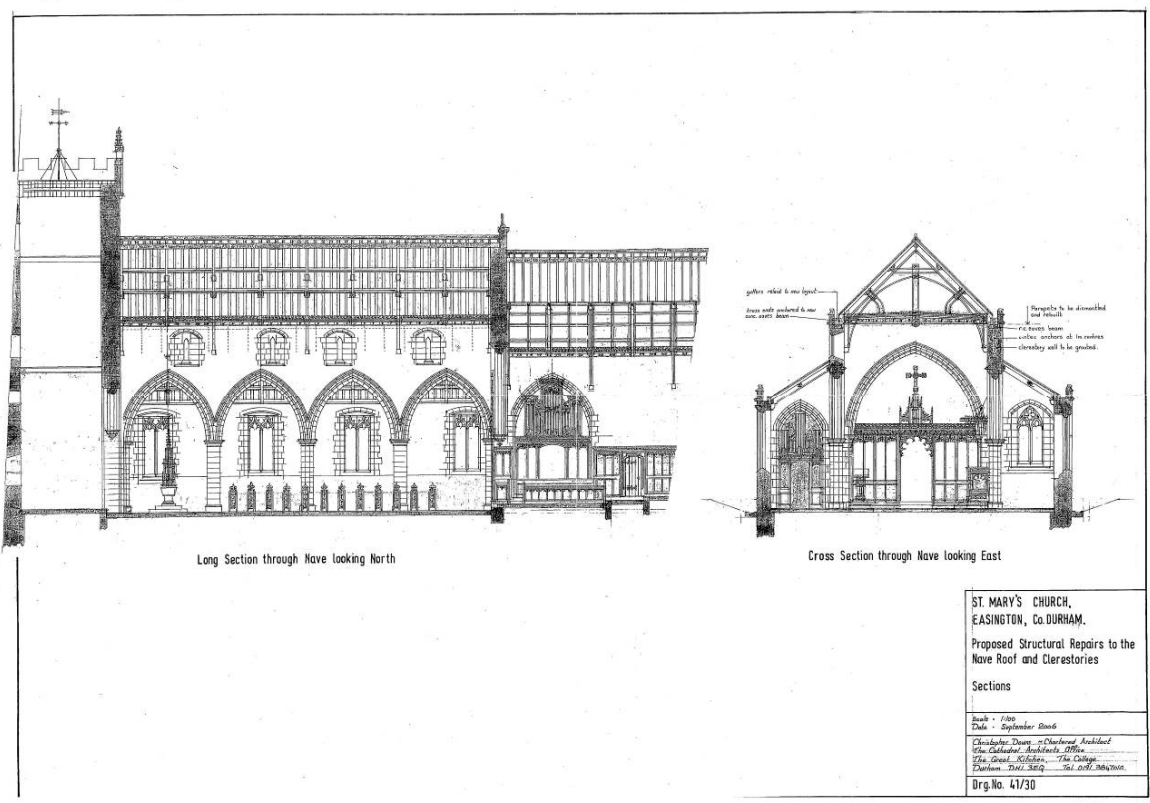 gutters relaid to new layout
truss ends anchored to new
conc. eaves beam
Parapets to be dismantled
and rebuilt
r.c. eaves beam
cintec anchors at 1m centres
clerestory wall to be grouted.
Long Section through Nave looking North
Cross Section through Nave looking East
ST. MARY'S CHURCH,
EASINGTON, Co. DURHAM.
Proposed Structural Repairs to the
Nave Roof and Clerestories
Sections
Scale - 1:100
Date - September 2006
Christopher Downs - Chartered Architect
The Cathedral Architects Office
The Great Kitchen, The College
Durham DH1 3EQ Tel 0191
Drg. No. 41/30